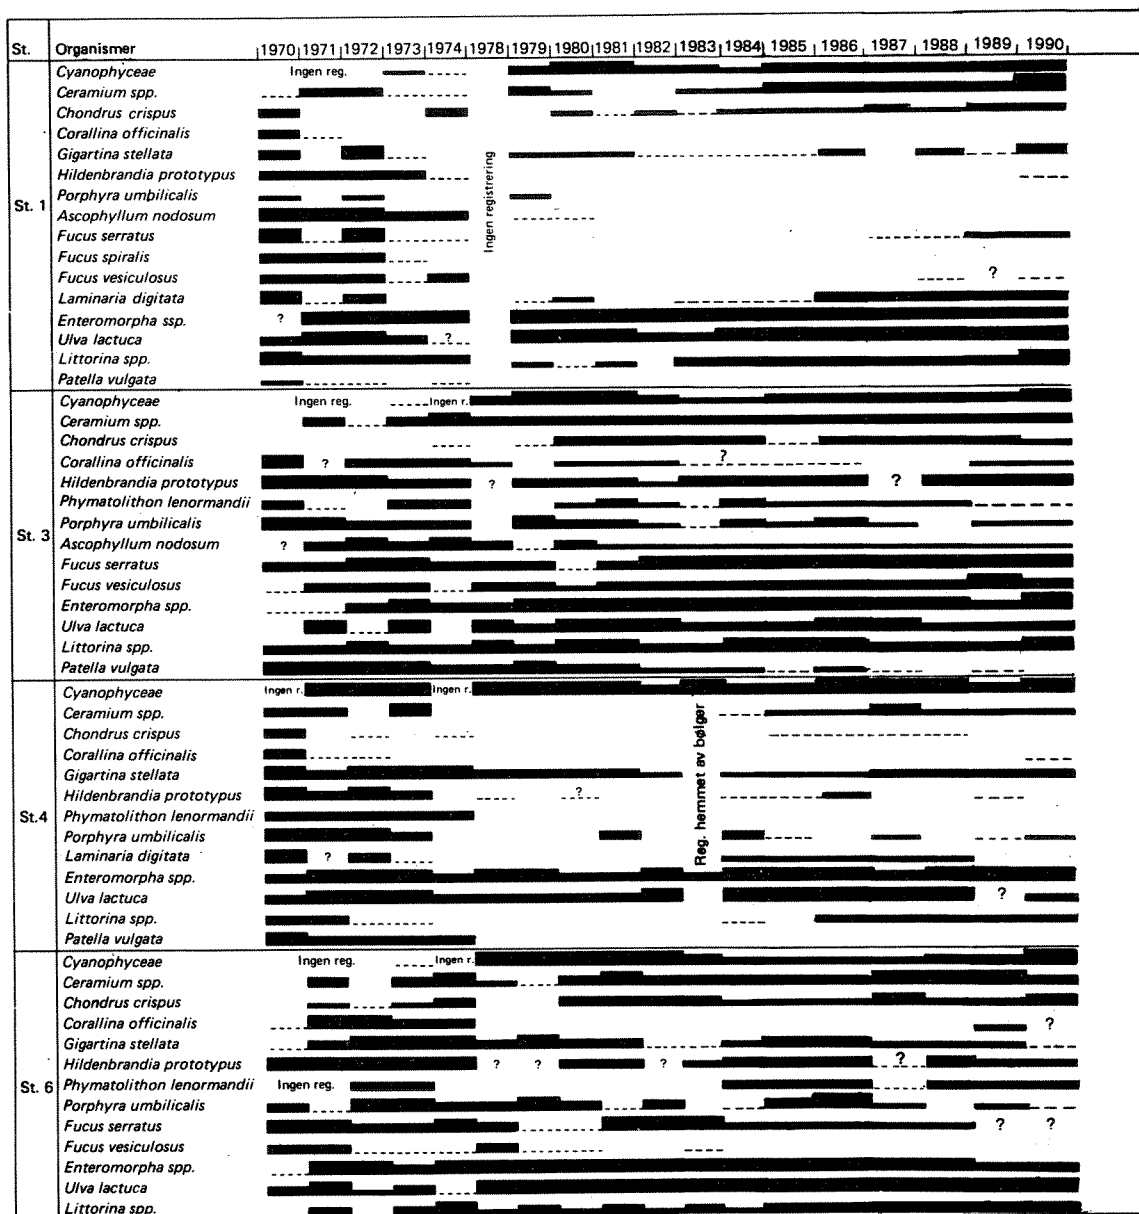 St. Organismer 1970 1971 1972 1973 1974 1978 1979 1980 1981 1982 1983 1984 1985 1986 1987 1988 1989 1990
St. 1
Cyanophyceae Ingen reg.
Ceramium spp.
Chondrus crispus
Corallina officinalis
Gigartina stellata
Hildenbrandia prototypus
Porphyra umbilicalis
Ascophyllum nodosum
Fucus serratus
Fucus spiralis
Fucus vesiculosus ?
Laminaria digitata
Enteromorpha ssp. ?
Ulva lactuca ?
Littorina spp.
Patella vulgata
Ingen registrering
St. 3
Cyanophyceae Ingen reg. Ingen r.
Ceramium spp.
Chondrus crispus
Corallina officinalis ? ?
Hildenbrandia prototypus ? ?
Phymatolithon lenormandii
Porphyra umbilicalis
Ascophyllum nodosum ?
Fucus serratus
Fucus vesiculosus
Enteromorpha spp.
Ulva lactuca
Littorina spp.
Patella vulgata
St.4
Cyanophyceae Ingen r. Ingen r.
Ceramium spp.
Chondrus crispus
Corallina officinalis
Gigartina stellata
Hildenbrandia prototypus ?
Phymatolithon lenormandii
Porphyra umbilicalis
Laminaria digitata ?
Enteromorpha spp.
Ulva lactuca ?
Littorina spp.
Patella vulgata
Reg. hemmet av bølger
St. 6
Cyanophyceae Ingen reg. Ingen r.
Ceramium spp.
Chondrus crispus
Corallina officinalis ?
Gigartina stellata
Hildenbrandia prototypus ? ? ? ?
Phymatolithon lenormandii Ingen reg.
Porphyra umbilicalis
Fucus serratus ? ?
Fucus vesiculosus
Enteromorpha spp.
Ulva lactuca
Littorina spp.